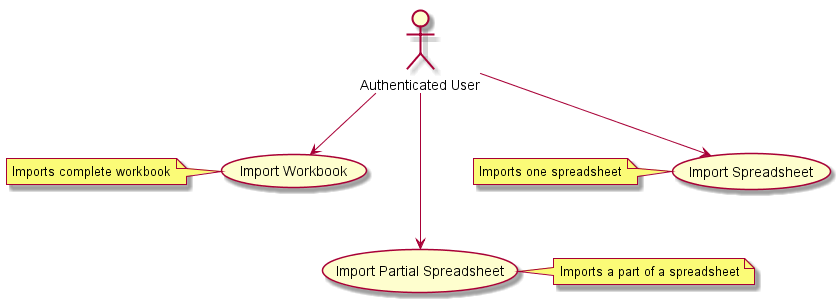 Authenticated User
Imports complete workbook
Import Workbook
Imports one spreadsheet
Import Spreadsheet
Import Partial Spreadsheet
Imports a part of a spreadsheet